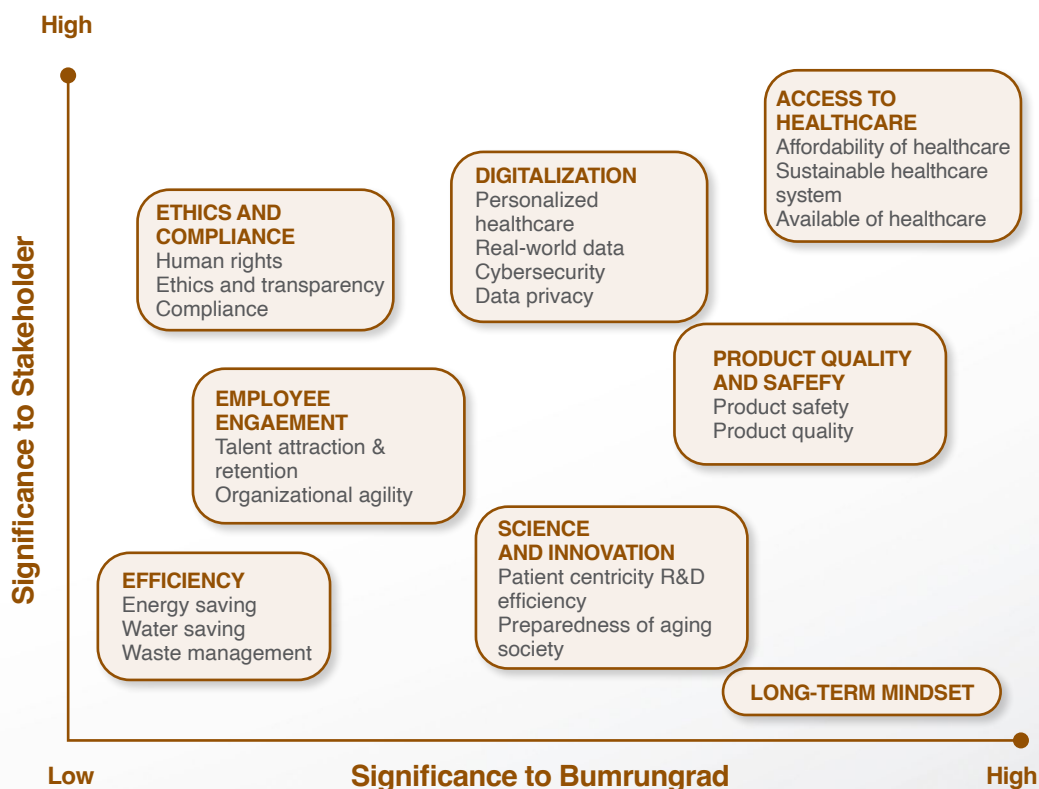 High
ACCESS TO
HEALTHCARE
Affordability of healthcare
Sustainable healthcare
system
Available of healthcare
DIGITALIZATION
Personalized
healthcare
Real-world data
Cybersecurity
Data privacy
ETHICS AND
COMPLIANCE
Human rights
Ethics and transparency
Compliance
PRODUCT QUALITY
AND SAFEFY
Product safety
Product quality
EMPLOYEE
ENGAEMENT
Talent attraction &
retention
Organizational agility
SCIENCE
AND INNOVATION
Patient centricity R&D
efficiency
Preparedness of aging
society
EFFICIENCY
Energy saving
Water saving
Waste management
LONG-TERM MINDSET
Significance to Stakeholder
Low
Significance to Bumrungrad
High